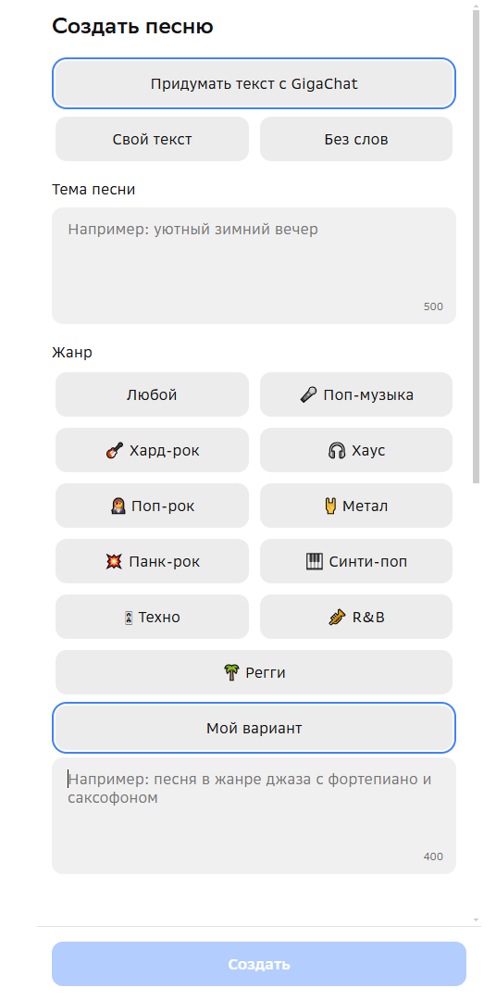 Создать песню
Придумать текст с GigaChat
Свой текст
Без слов
Тема песни
Например: уютный зимний вечер
500
Жанр
Любой
Поп-музыка
Хард-рок
Хаус
Поп-рок
Метал
Панк-рок
Синти-поп
Техно
R&B
Регги
Мой вариант
Например: песня в жанре джаза с фортепиано и
саксофоном
400
Создать